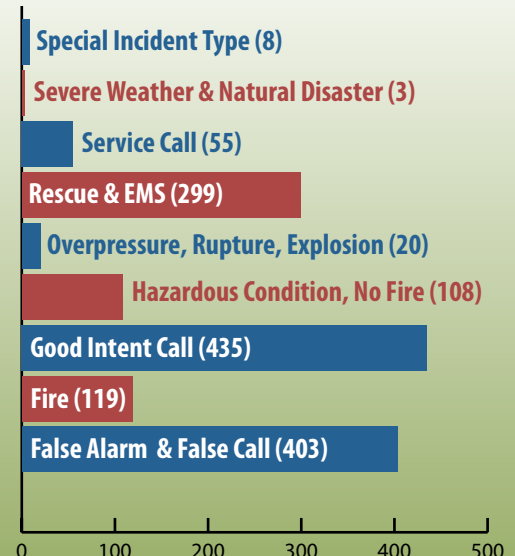 Special Incident Type (8)
Severe Weather & Natural Disaster (3)
Service Call (55)
Rescue & EMS (299)
Overpressure, Rupture, Explosion (20)
Hazardous Condition, No Fire (108)
Good Intent Call (435)
Fire (119)
False Alarm & False Call (403)
0 100 200 300 400 500